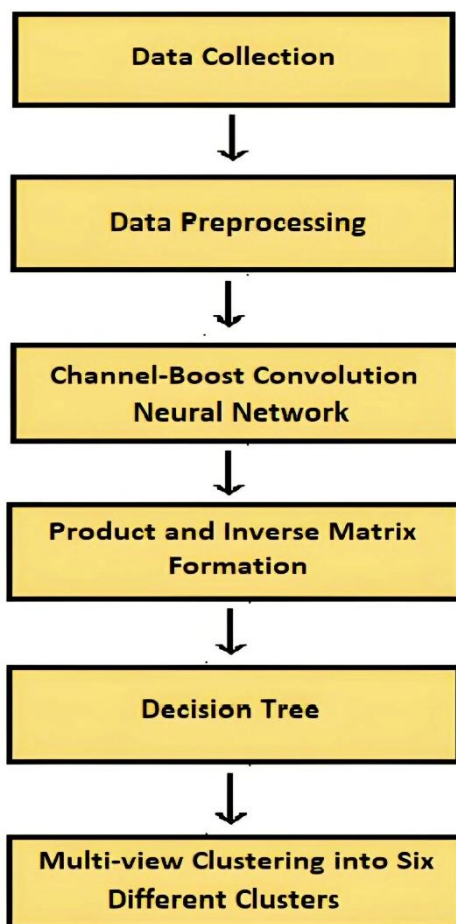 Data Collection
Data Preprocessing
Channel-Boost Convolution
Neural Network
Product and Inverse Matrix
Formation
Decision Tree
Multi-view Clustering into Six
Different Clusters